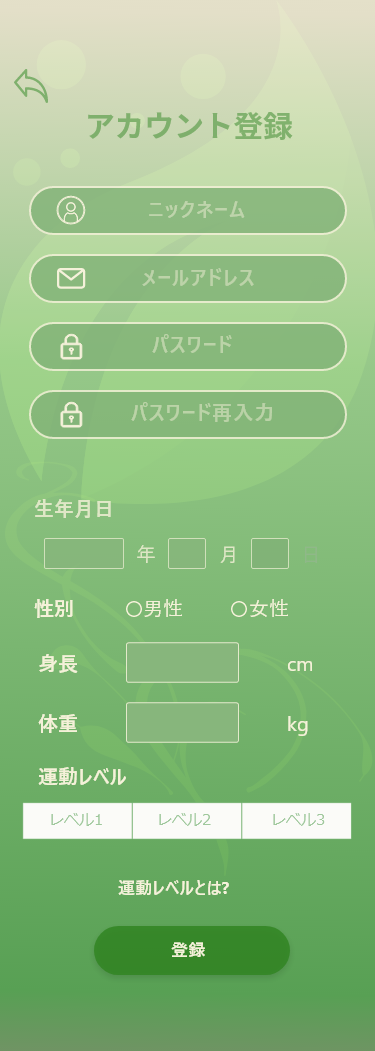 アカウント登録
ニックネーム
メールアドレス
パスワード
パスワード再入力
生年月日
年 月 日
性別 男性 女性
身長 cm
体重 kg
運動レベル
レベル1 レベル2 レベル3
運動レベルとは?
登録